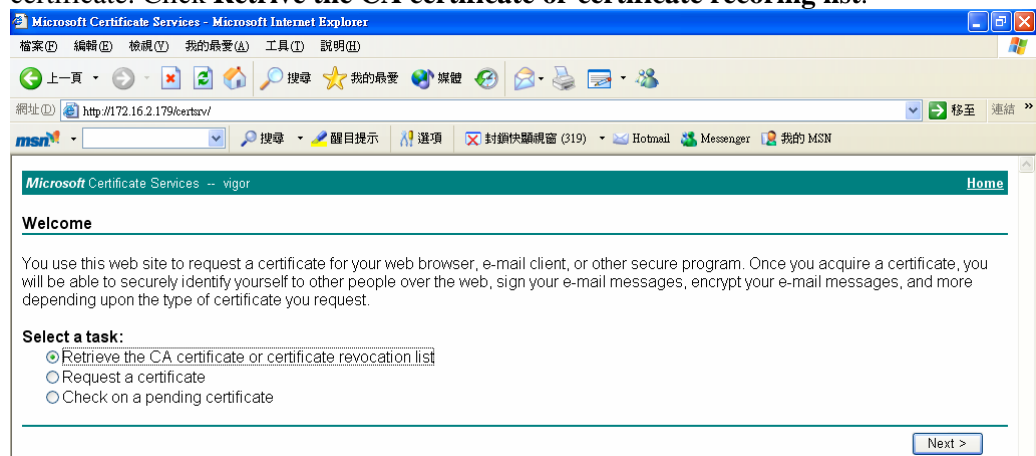 certificate. Click Retrive the CA certificate or certificate recoring list.
Microsoft Certificate Services - Microsoft Internet Explorer
檔案(F) 編輯(E) 檢視(V) 我的最愛(A) 工具(T) 說明(H)
上一頁 搜尋 我的最愛 媒體
網址(D) http://172.16.2.179/certsrv/ 移至 連結 »
msn 搜尋 醒目提示 選項 封鎖快顯視窗 (319) Hotmail Messenger 我的 MSN
Microsoft Certificate Services -- vigor Home
Welcome
You use this web site to request a certificate for your web browser, e-mail client, or other secure program. Once you acquire a certificate, you
will be able to securely identify yourself to other people over the web, sign your e-mail messages, encrypt your e-mail messages, and more
depending upon the type of certificate you request.
Select a task:
Retrieve the CA certificate or certificate revocation list
Request a certificate
Check on a pending certificate
Next >